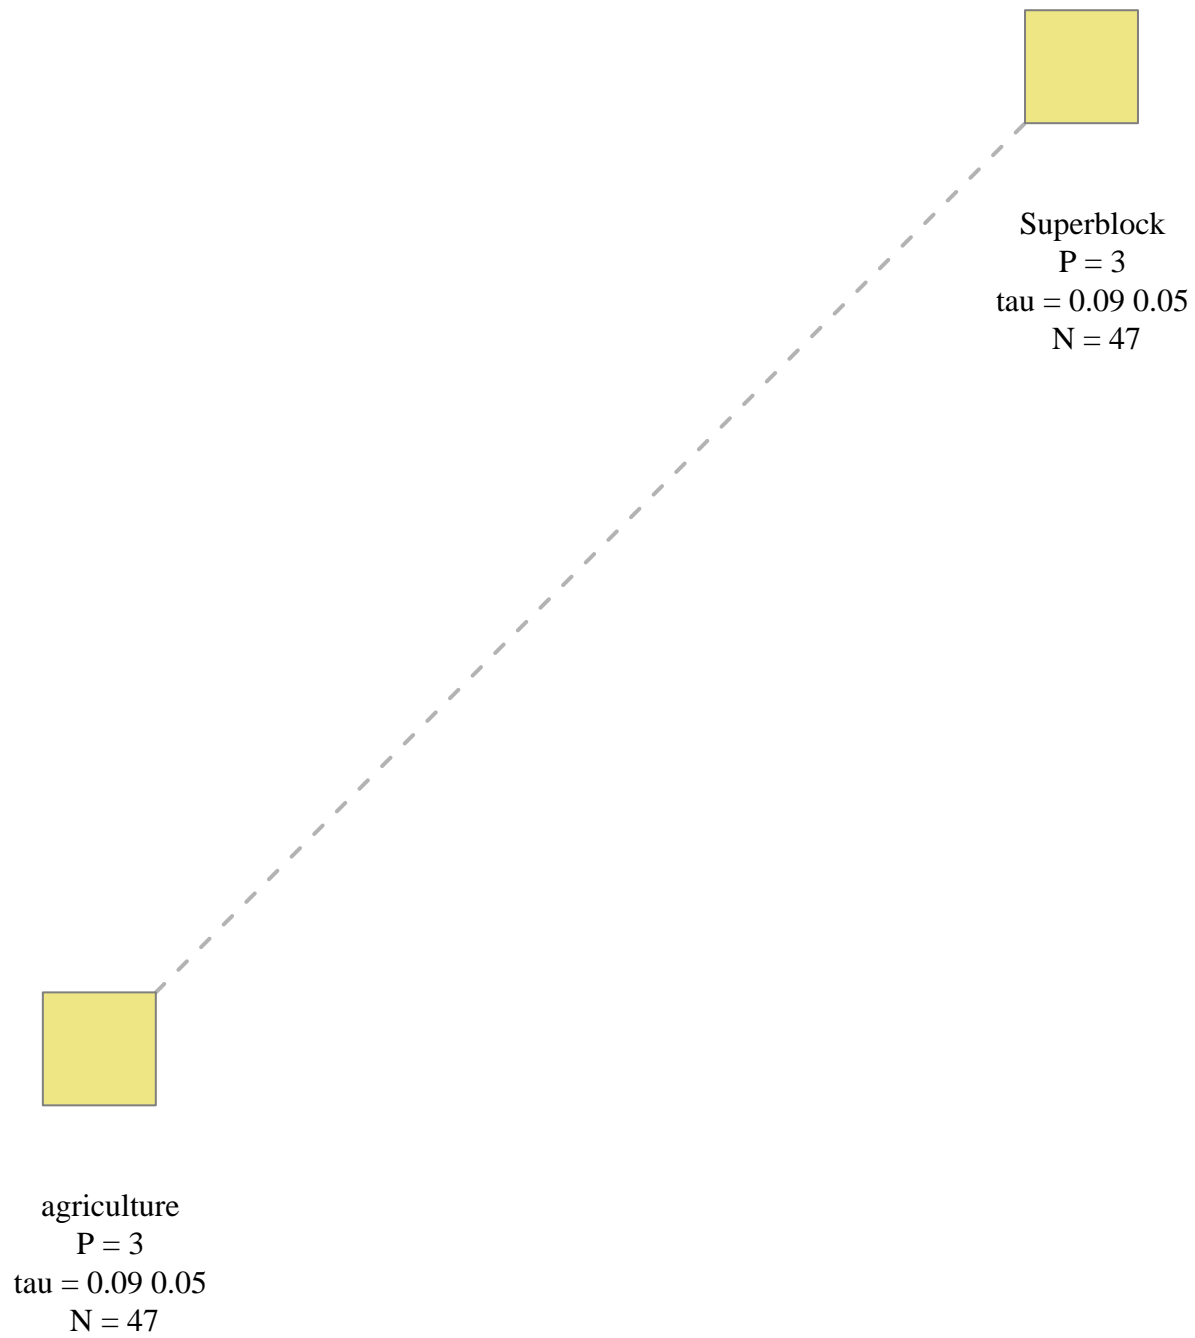 Superblock
P = 3
tau = 0.09 0.05
N = 47
agriculture
P = 3
tau = 0.09 0.05
N = 47